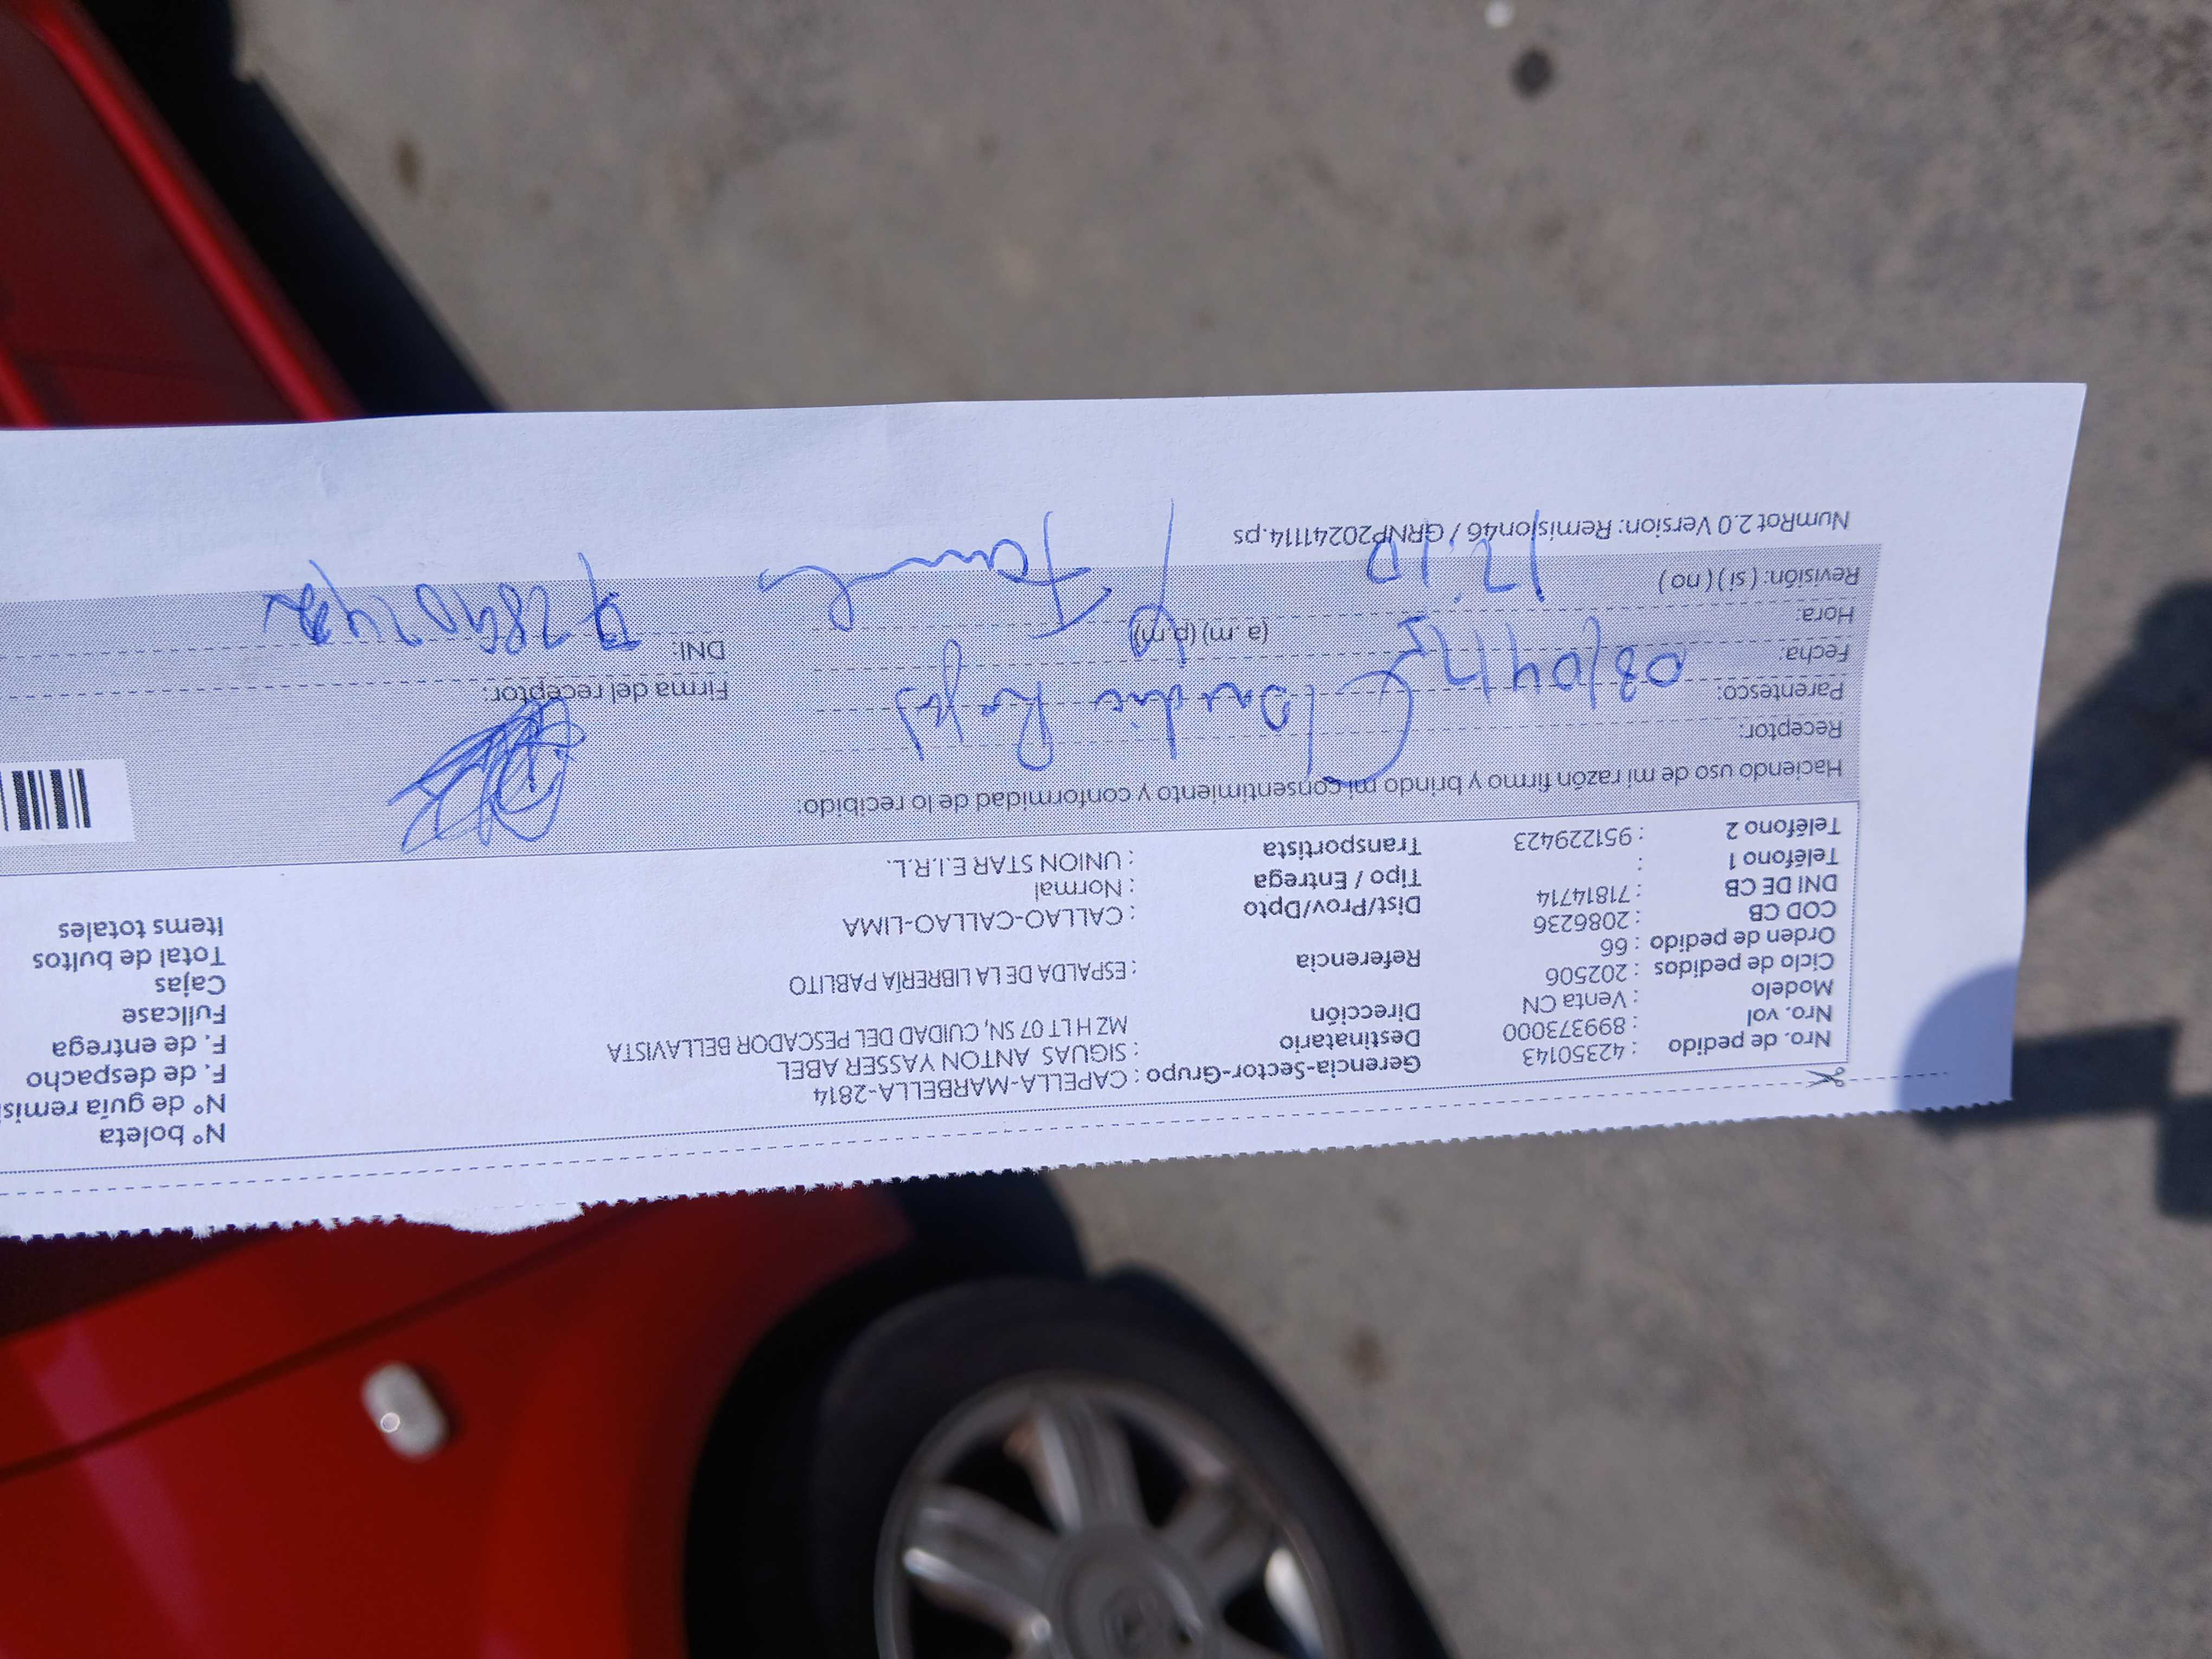 Nro. de pedido : 42350143 Gerencia-Sector-Grupo : CAPELLA-MARBELLA-2814 N° boleta
Nro. vol : 899373000 Destinatario : SIGUAS ANTON YASSER ABEL N° de guía remisi
Modelo : Venta CN Dirección MZ H LT 07 SN, CUIDAD DEL PESCADOR BELLAVISTA F. de despacho
Ciclo de pedidos : 202506 F. de entrega
Orden de pedido : 66 Referencia : ESPALDA DE LA LIBRERÍA PABLITO Fullcase
COD CB : 2086236 Cajas
DNI DE CB : 71814714 Dist/Prov/Dpto : CALLAO-CALLAO-LIMA Total de bultos
Teléfono 1 : Tipo / Entrega : Normal Items totales
Teléfono 2 : 951229423 Transportista : UNION STAR E.I.R.L.
Haciendo uso de mi razón firmo y brindo mi consentimiento y conformidad de lo recibido:
Receptor: Claudia Rojas
Parentesco: Firma del receptor:
Fecha: 03/04/25 DNI:
Hora: 12:10 (a. m) (p.m)
Revisión: ( si ) ( no )
NumRot 2.0 Version: Remision46 / GRNP20241114.ps